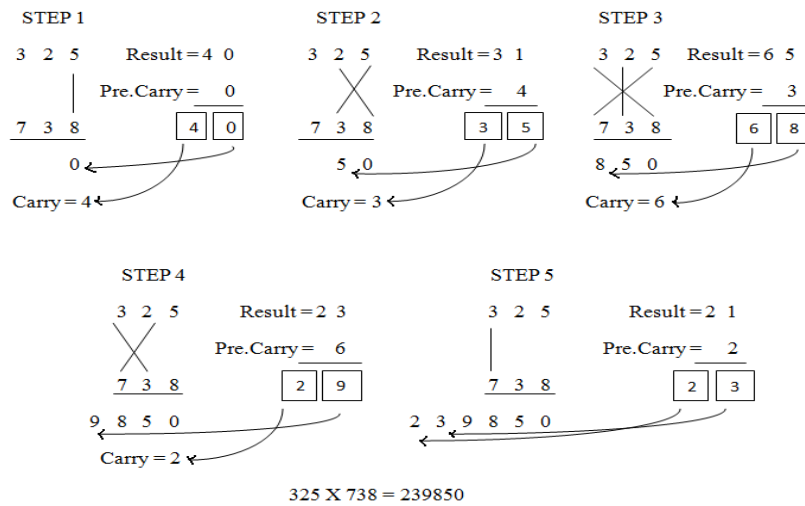 STEP 1
3 2 5 Result = 4 0
Pre.Carry = 0
7 3 8 4 0
0
Carry = 4
STEP 2
3 2 5 Result = 3 1
Pre.Carry = 4
7 3 8 3 5
5 0
Carry = 3
STEP 3
3 2 5 Result = 6 5
Pre.Carry = 3
7 3 8 6 8
8 5 0
Carry = 6
STEP 4
3 2 5 Result = 2 3
Pre.Carry = 6
7 3 8 2 9
9 8 5 0
Carry = 2
STEP 5
3 2 5 Result = 2 1
Pre.Carry = 2
7 3 8 2 3
2 3 9 8 5 0
325 X 738 = 239850